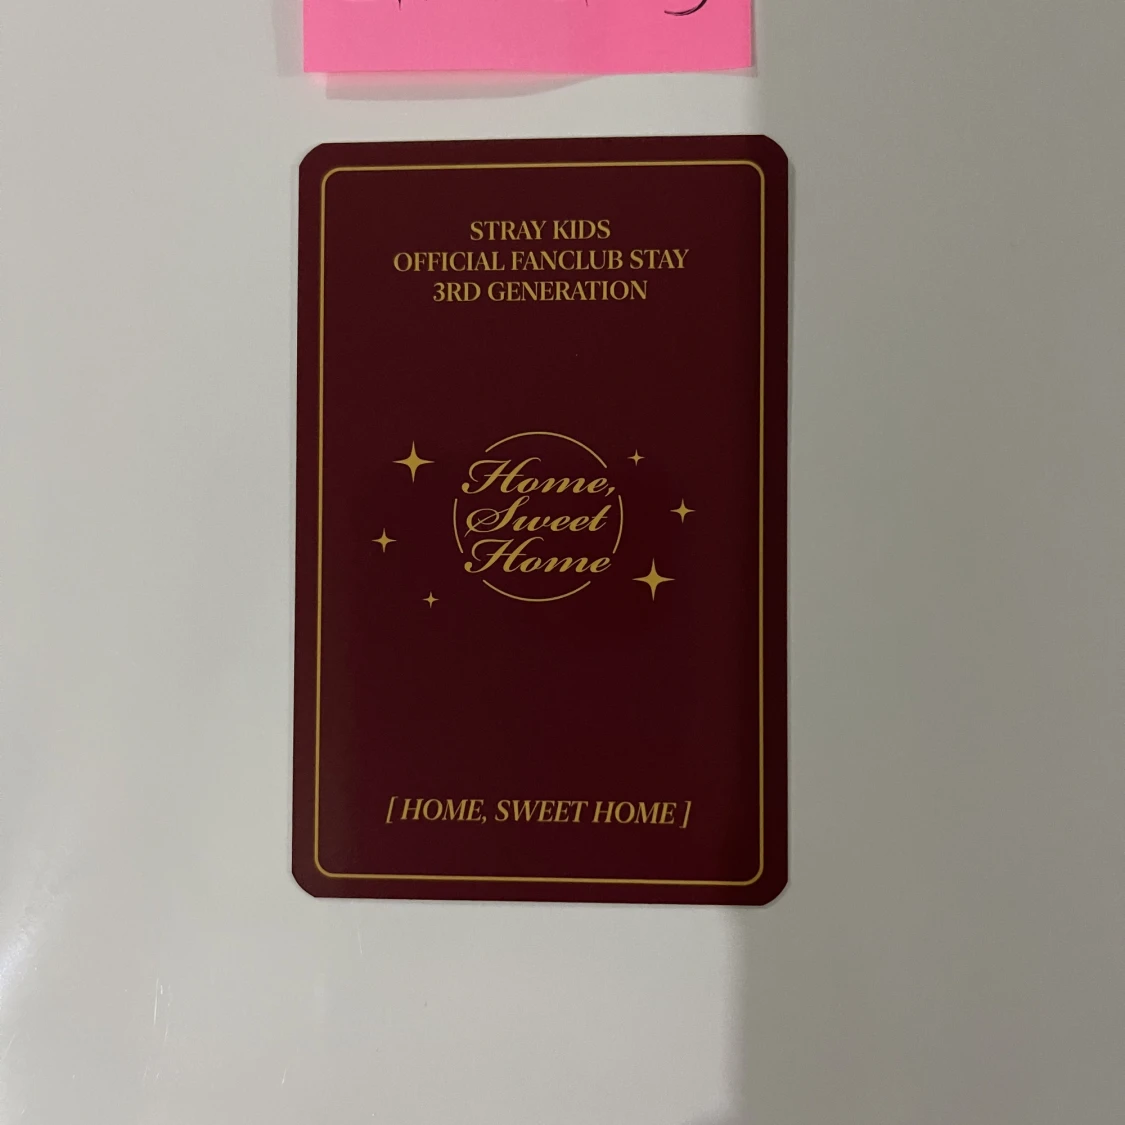 STRAY KIDS
OFFICIAL FANCLUB STAY
3RD GENERATION
Home,
Sweet
Home
[ HOME, SWEET HOME ]